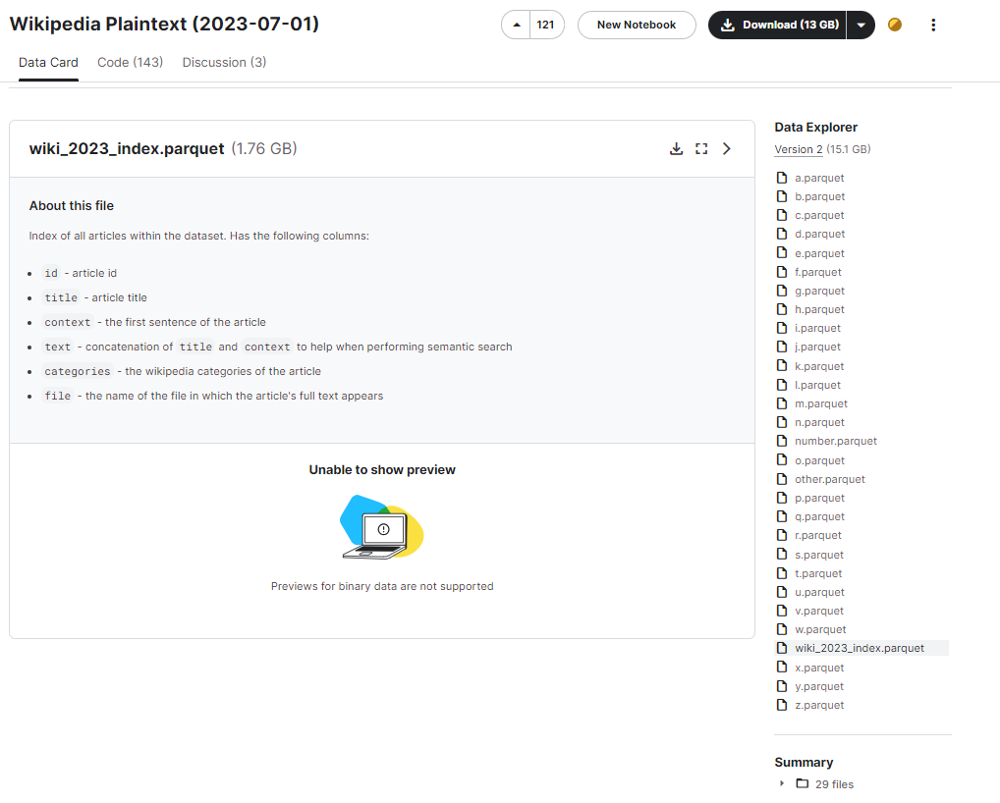 Wikipedia Plaintext (2023-07-01)
121
New Notebook
Download (13 GB)
Data Card
Code (143)
Discussion (3)
wiki_2023_index.parquet (1.76 GB)
About this file
Index of all articles within the dataset. Has the following columns:
id - article id
title - article title
context - the first sentence of the article
text - concatenation of title and context to help when performing semantic search
categories - the wikipedia categories of the article
file - the name of the file in which the article's full text appears
Unable to show preview
Previews for binary data are not supported
Data Explorer
Version 2 (15.1 GB)
a.parquet
b.parquet
c.parquet
d.parquet
e.parquet
f.parquet
g.parquet
h.parquet
i.parquet
j.parquet
k.parquet
l.parquet
m.parquet
n.parquet
number.parquet
o.parquet
other.parquet
p.parquet
q.parquet
r.parquet
s.parquet
t.parquet
u.parquet
v.parquet
w.parquet
wiki_2023_index.parquet
x.parquet
y.parquet
z.parquet
Summary
29 files